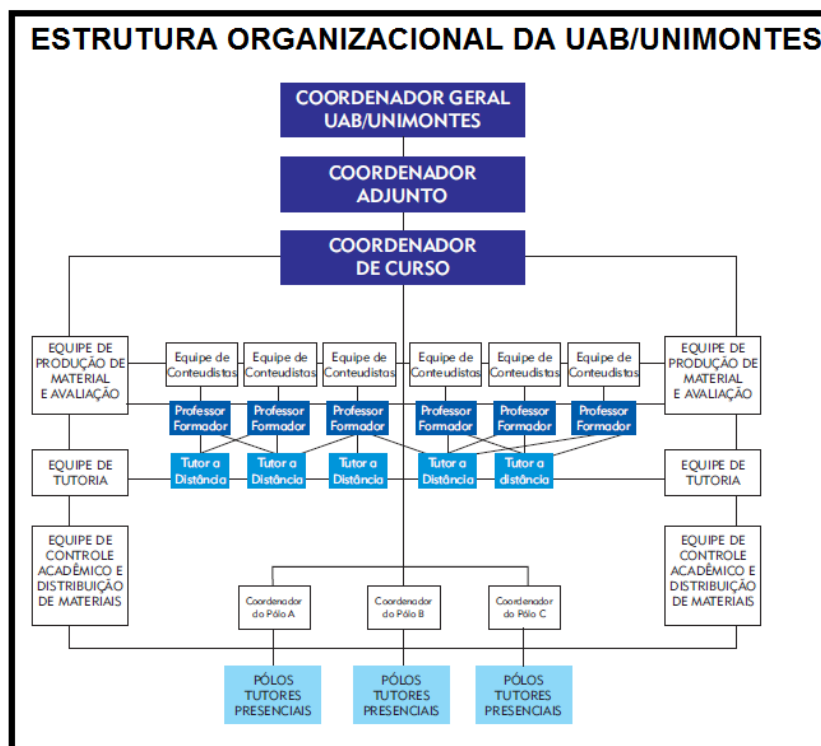 ESTRUTURA ORGANIZACIONAL DA UAB/UNIMONTES
COORDENADOR GERAL
UAB/UNIMONTES
COORDENADOR
ADJUNTO
COORDENADOR
DE CURSO
EQUIPE DE
PRODUÇÃO DE
MATERIAL
E AVALIAÇÃO
Equipe de
Conteudistas
Equipe de
Conteudistas
Equipe de
Conteudistas
Equipe de
Conteudistas
Equipe de
Conteudistas
Equipe de
Conteudistas
EQUIPE DE
PRODUÇÃO DE
MATERIAL
E AVALIAÇÃO
Professor
Formador
Professor
Formador
Professor
Formador
Professor
Formador
Professor
Formador
Professor
Formador
EQUIPE DE
TUTORIA
Tutor a
Distância
Tutor a
Distância
Tutor a
Distância
Tutor a
Distância
Tutor a
distância
EQUIPE DE
TUTORIA
EQUIPE DE
CONTROLE
ACADÊMICO E
DISTRIBUIÇÃO
DE MATERIAIS
EQUIPE DE
CONTROLE
ACADÊMICO E
DISTRIBUIÇÃO
DE MATERIAIS
Coordenador
do Pólo A
Coordenador
do Pólo B
Coordenador
do Pólo C
PÓLOS
TUTORES
PRESENCIAIS
PÓLOS
TUTORES
PRESENCIAIS
PÓLOS
TUTORES
PRESENCIAIS